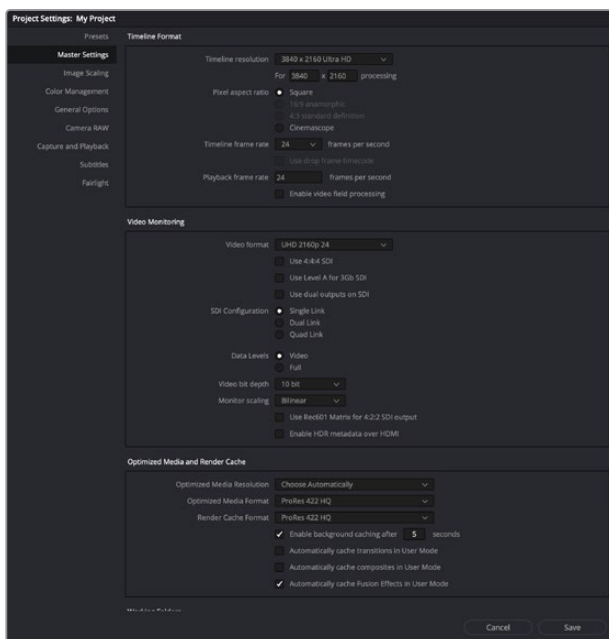 Project Settings: My Project
Presets
Master Settings
Image Scaling
Color Management
General Options
Camera RAW
Capture and Playback
Subtitles
Fairlight
Timeline Format
Timeline resolution 3840 x 2160 Ultra HD
For 3840 x 2160 processing
Pixel aspect ratio Square
16:9 anamorphic
4:3 standard definition
Cinemascope
Timeline frame rate 24 frames per second
Use drop frame timecode
Playback frame rate 24 frames per second
Enable video field processing
Video Monitoring
Video format UHD 2160p 24
Use 4:4:4 SDI
Use Level A for 3Gb SDI
Use dual outputs on SDI
SDI Configuration Single Link
Dual Link
Quad Link
Data Levels Video
Full
Video bit depth 10 bit
Monitor scaling Bilinear
Use Rec601 Matrix for 4:2:2 SDI output
Enable HDR metadata over HDMI
Optimized Media and Render Cache
Optimized Media Resolution Choose Automatically
Optimized Media Format ProRes 422 HQ
Render Cache Format ProRes 422 HQ
Enable background caching after 5 seconds
Automatically cache transitions in User Mode
Automatically cache composites in User Mode
Automatically cache Fusion Effects in User Mode
Working Folders
Cancel Save